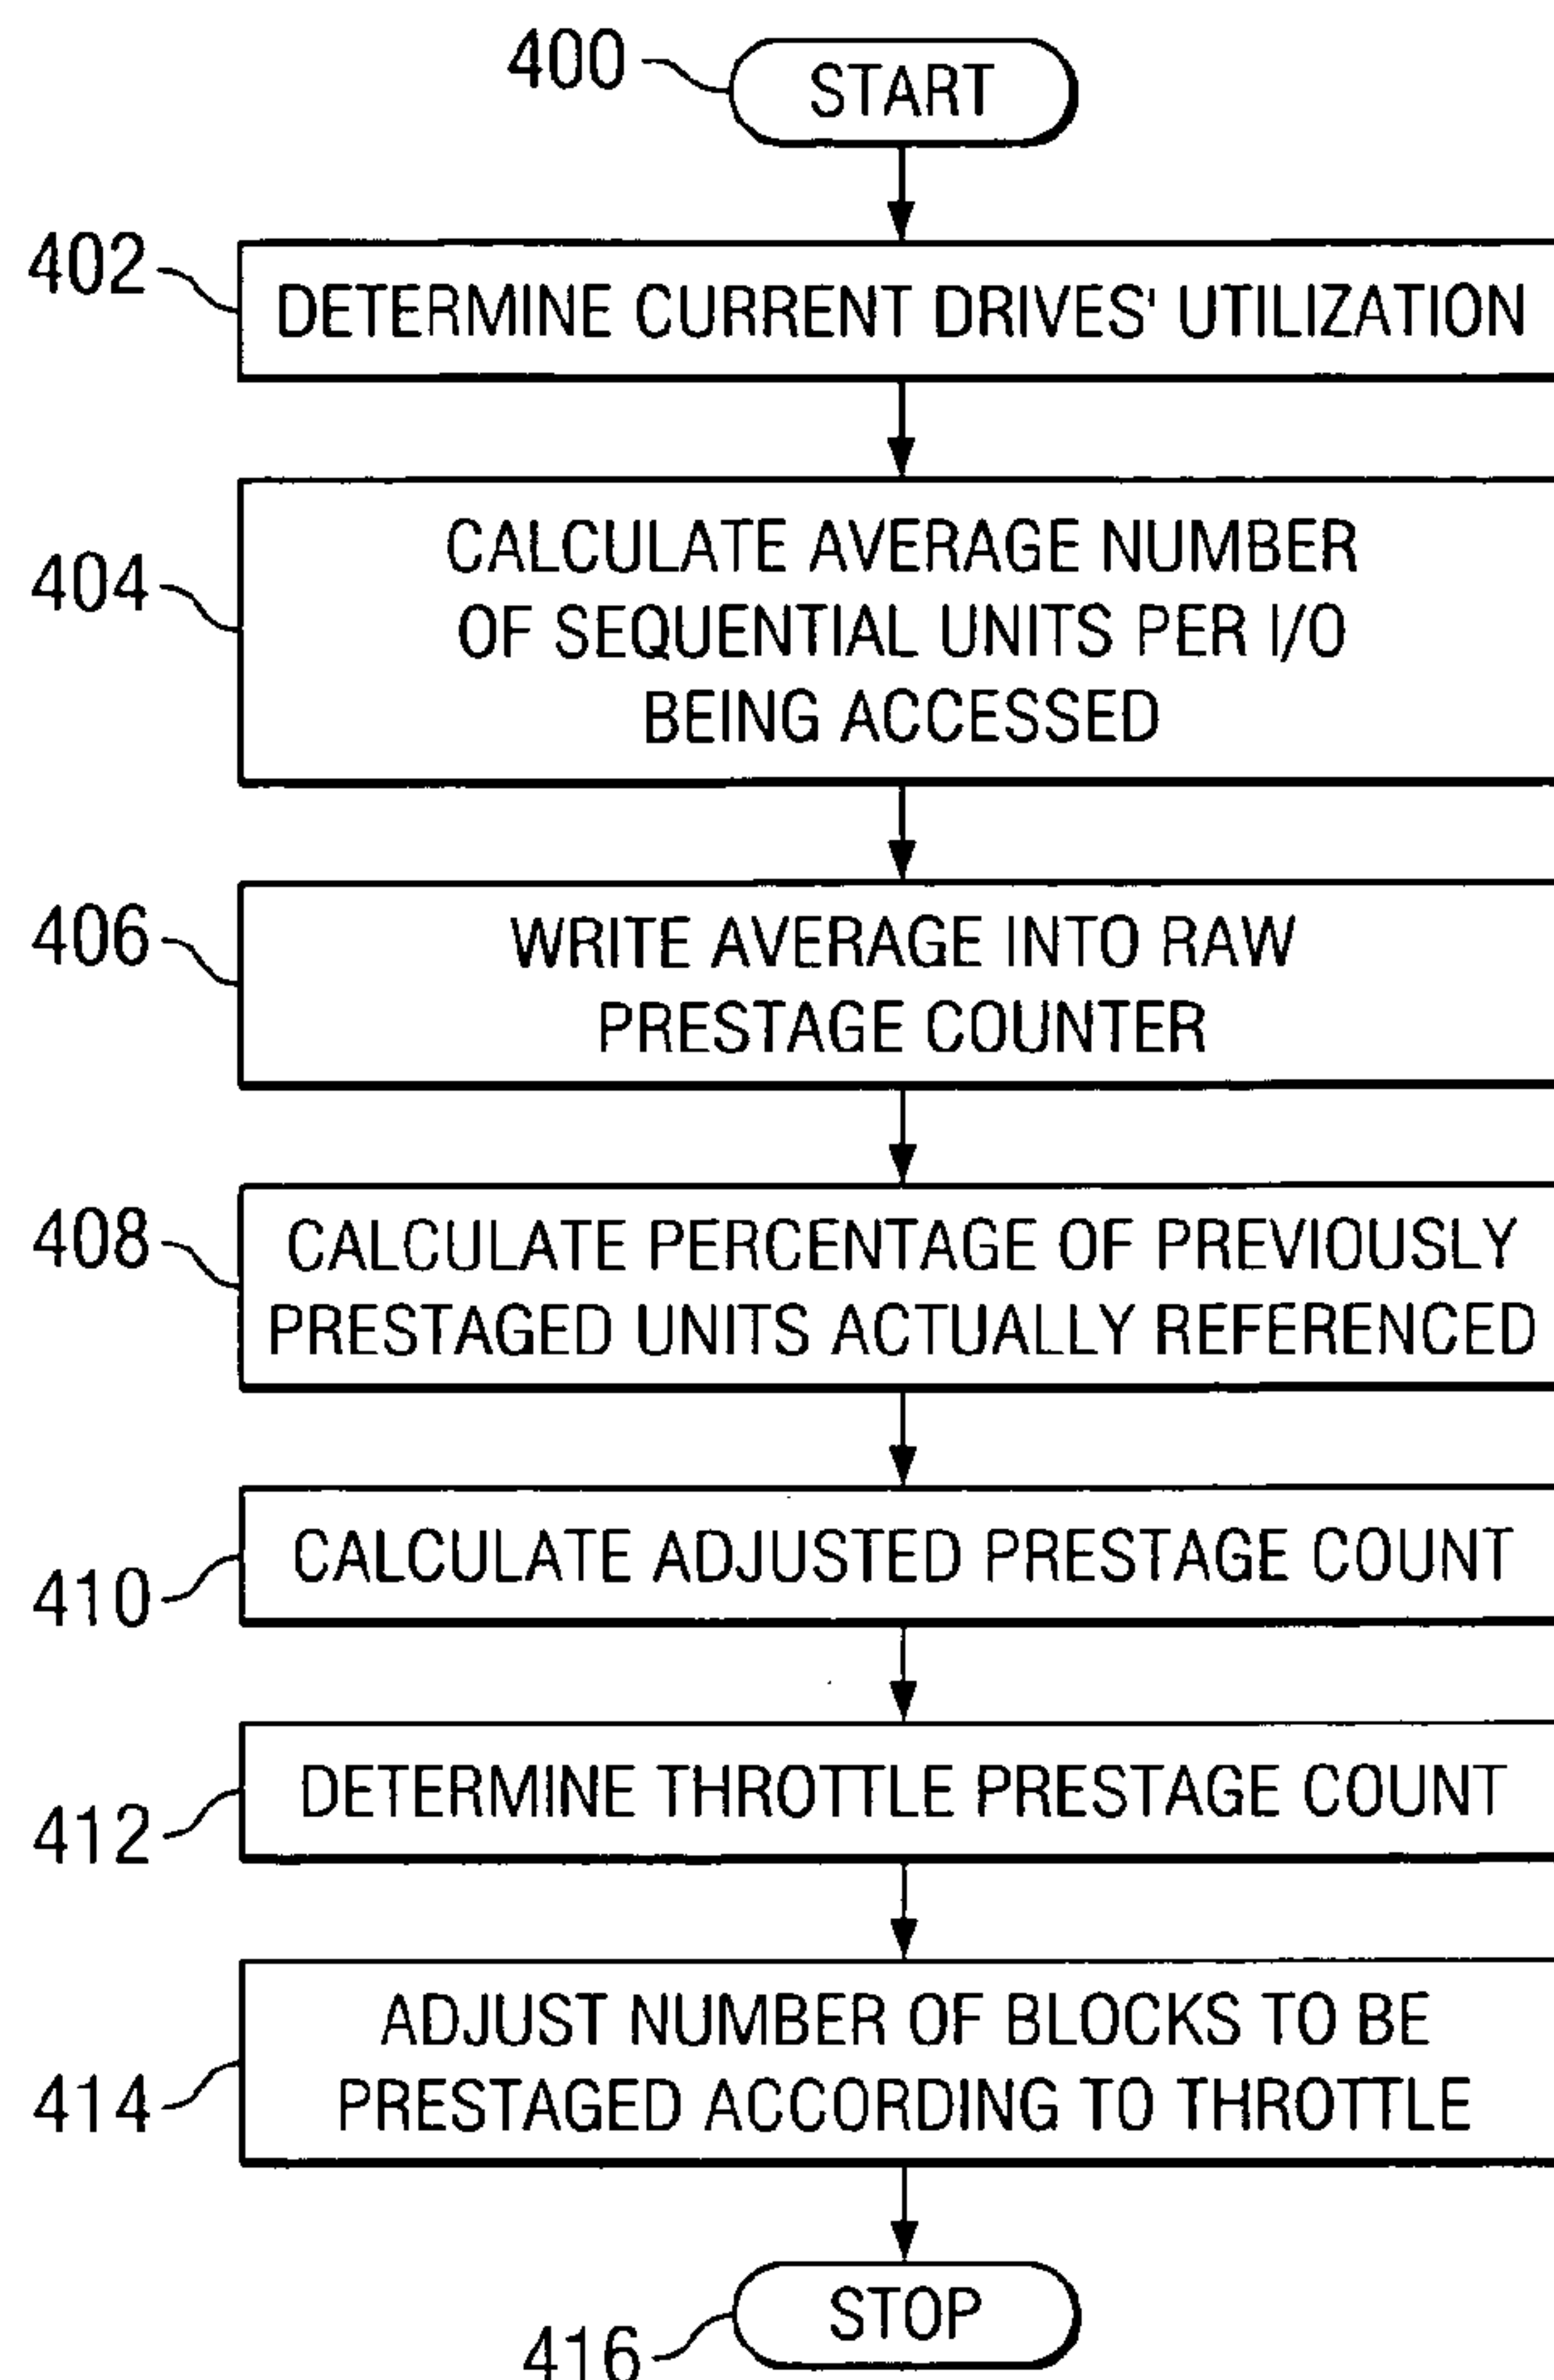 400
START
402
DETERMINE CURRENT DRIVES' UTILIZATION
404
CALCULATE AVERAGE NUMBER
OF SEQUENTIAL UNITS PER I/O
BEING ACCESSED
406
WRITE AVERAGE INTO RAW
PRESTAGE COUNTER
408
CALCULATE PERCENTAGE OF PREVIOUSLY
PRESTAGED UNITS ACTUALLY REFERENCED
410
CALCULATE ADJUSTED PRESTAGE COUNT
412
DETERMINE THROTTLE PRESTAGE COUNT
414
ADJUST NUMBER OF BLOCKS TO BE
PRESTAGED ACCORDING TO THROTTLE
416
STOP